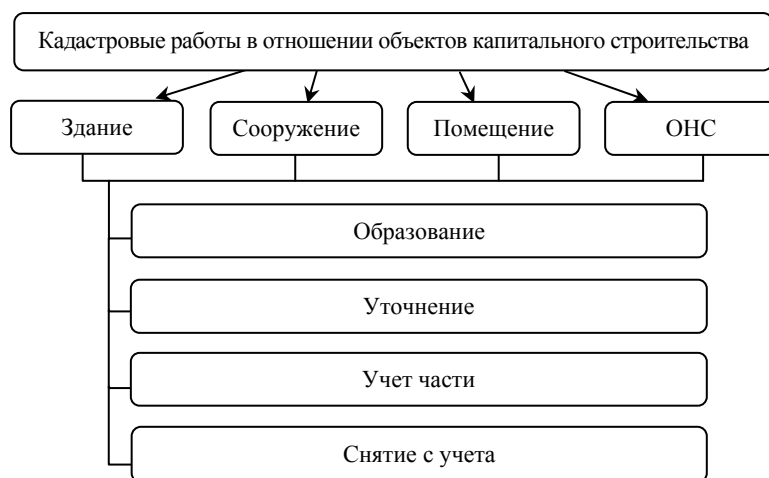 Кадастровые работы в отношении объектов капитального строительства
Здание Сооружение Помещение ОНС
Образование
Уточнение
Учет части
Снятие с учета